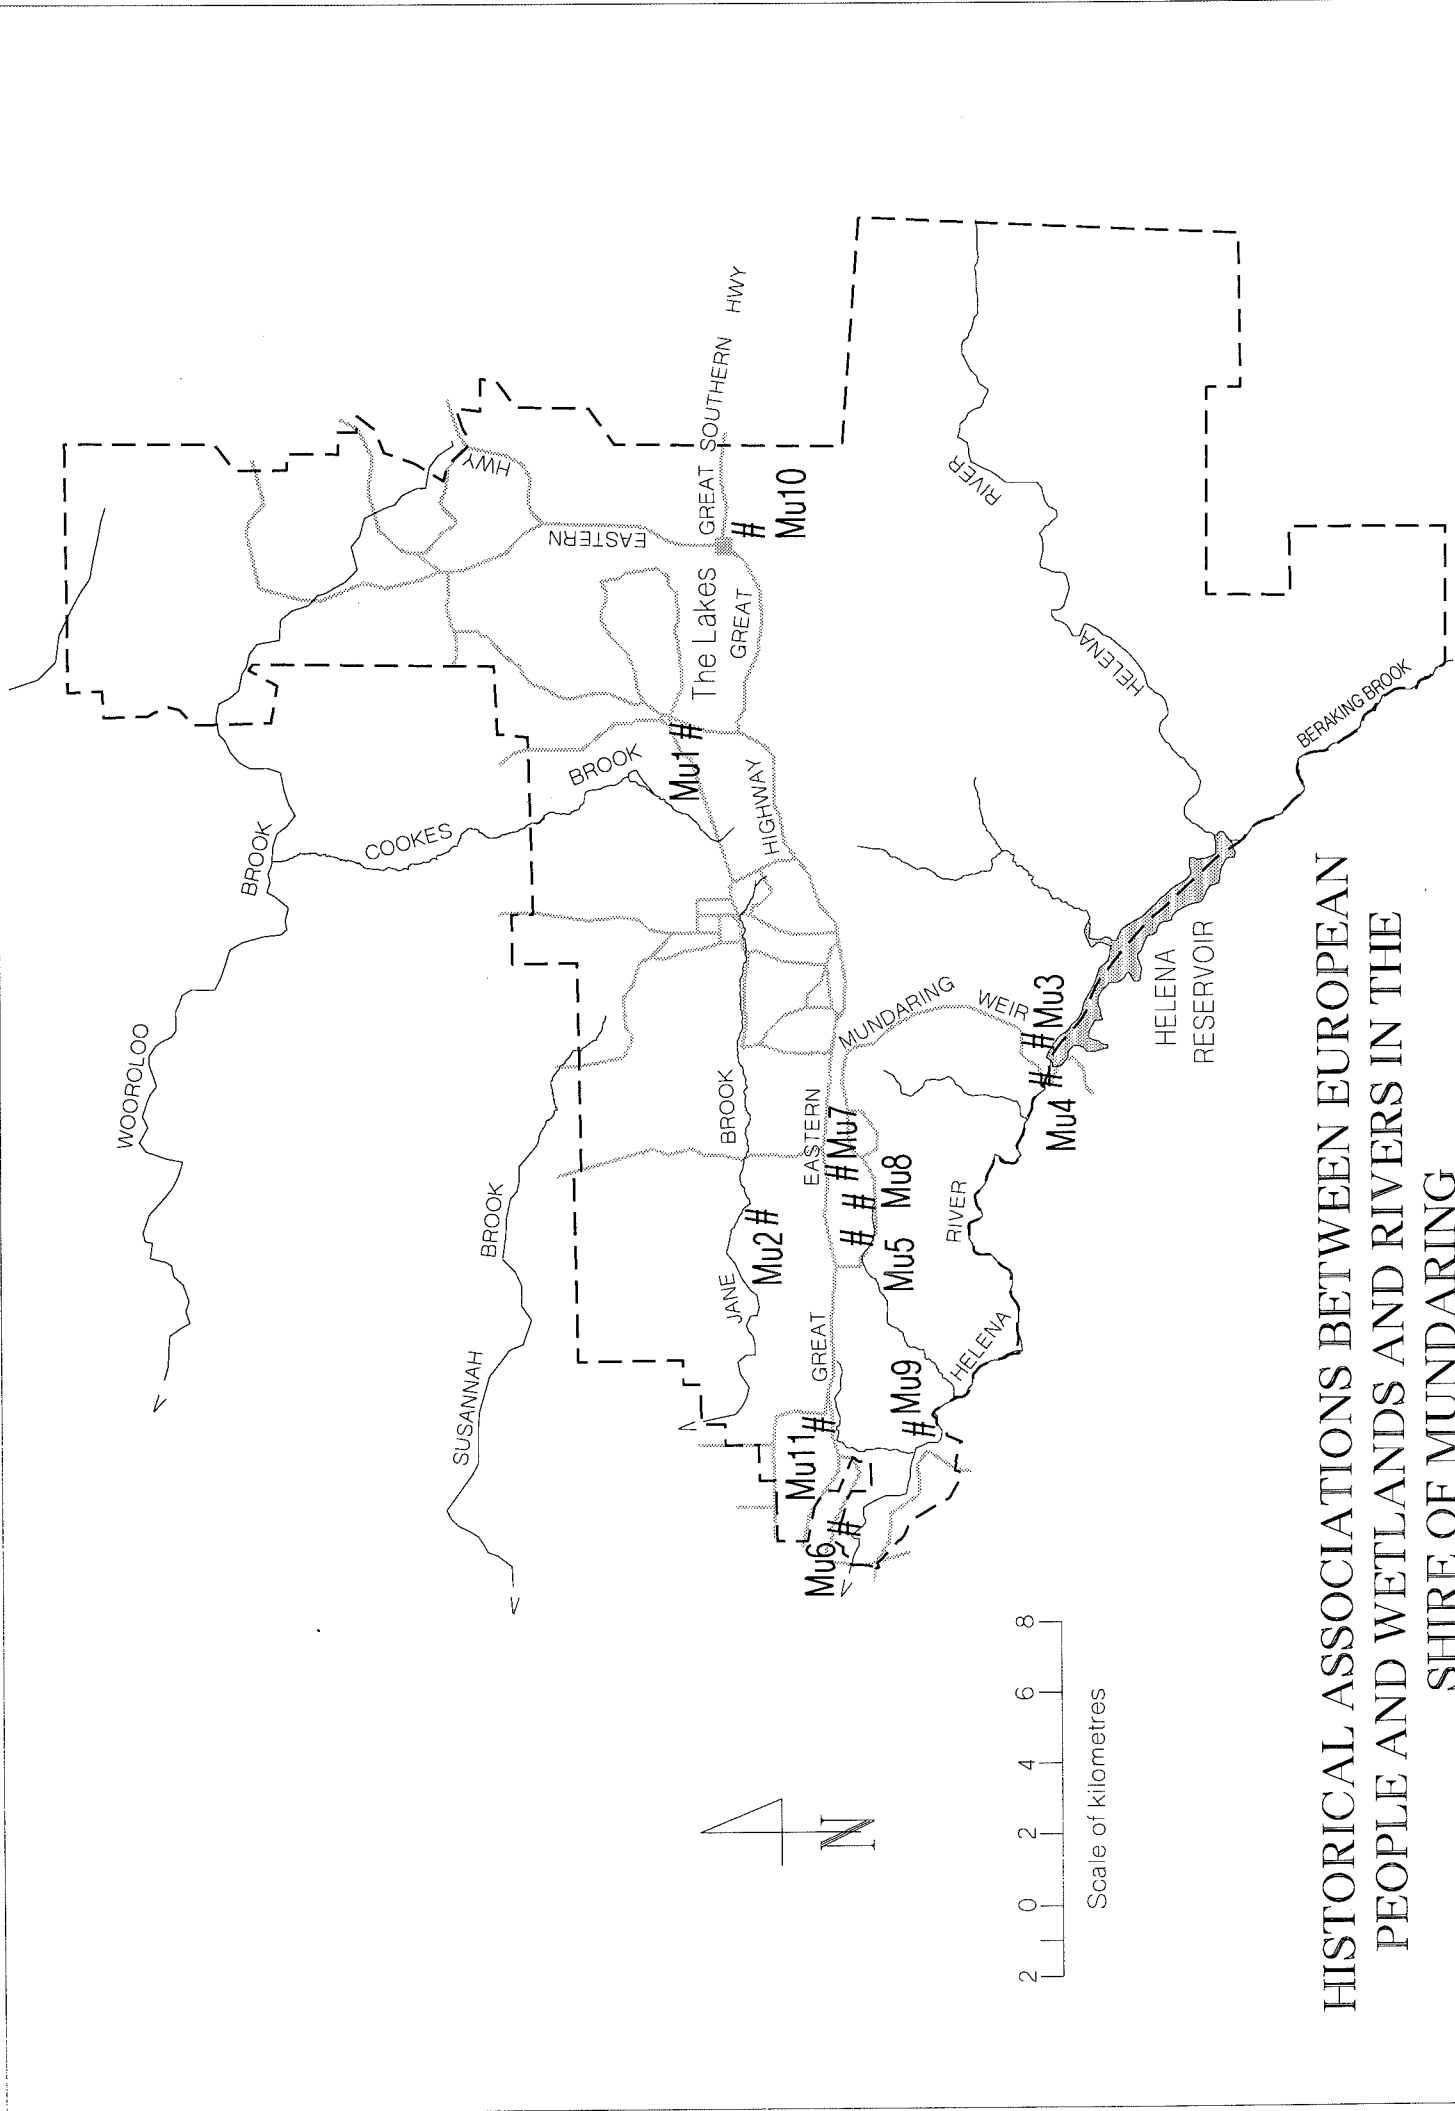 WOOROLOO
BROOK
COOKES
BROOK
SUSANNAH
BROOK
JANE
BROOK
HWY
EASTERN
GREAT
GREAT SOUTHERN HWY
The Lakes
HIGHWAY
EASTERN
GREAT
MUNDARING
WEIR
HELENA
RIVER
HELENA
RIVER
HELENA
RESERVOIR
BERAKING BROOK
Mu1
Mu2
Mu3
Mu4
Mu5
Mu6
Mu7
Mu8
Mu9
Mu10
Mu11
N
2 0 2 4 6 8
Scale of kilometres
HISTORICAL ASSOCIATIONS BETWEEN EUROPEAN
PEOPLE AND WETLANDS AND RIVERS IN THE
SHIRE OF MUNDARING